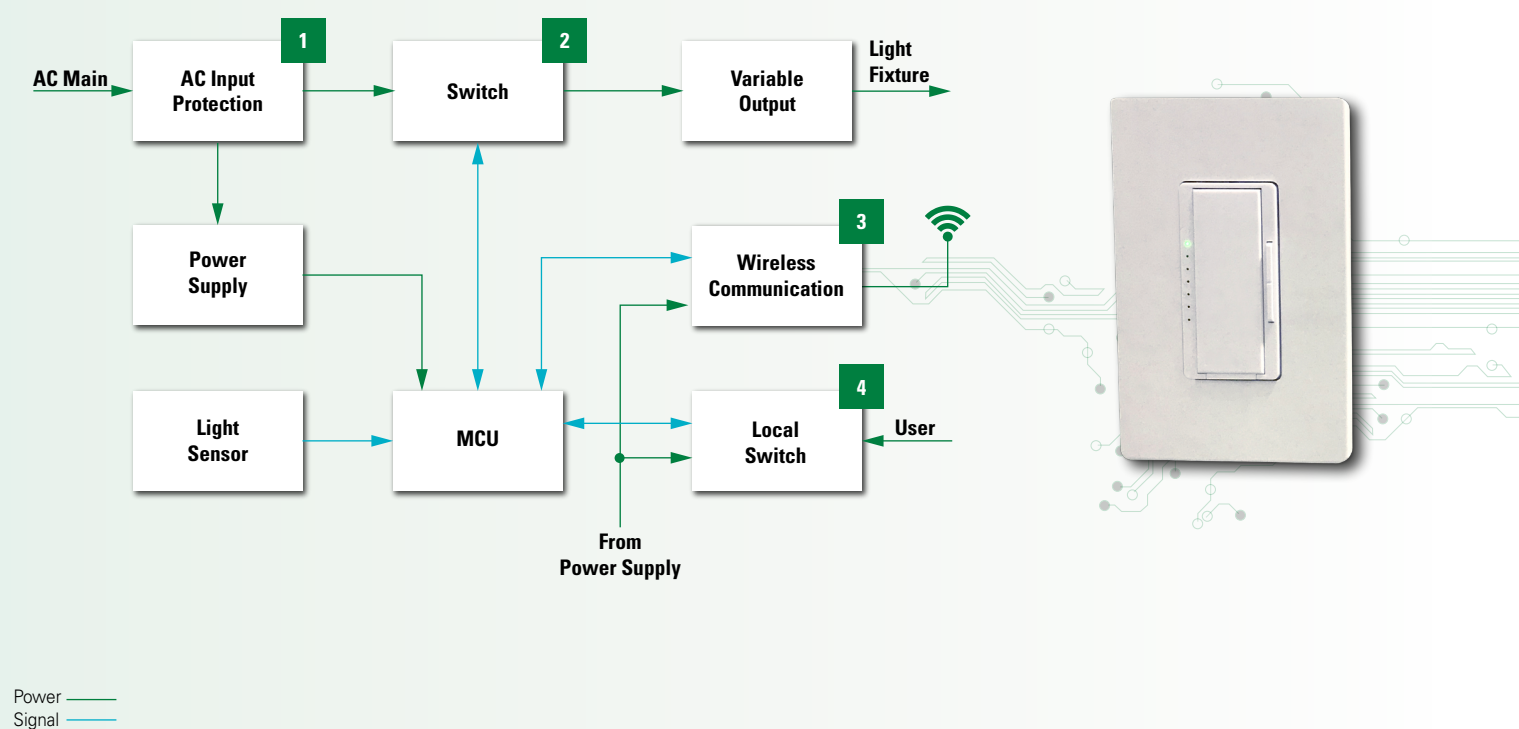 1
2
AC Main
AC Input
Protection
Switch
Variable
Output
Light
Fixture
3
Power
Supply
Wireless
Communication
4
Light
Sensor
MCU
Local
Switch
User
From
Power Supply
Power
Signal